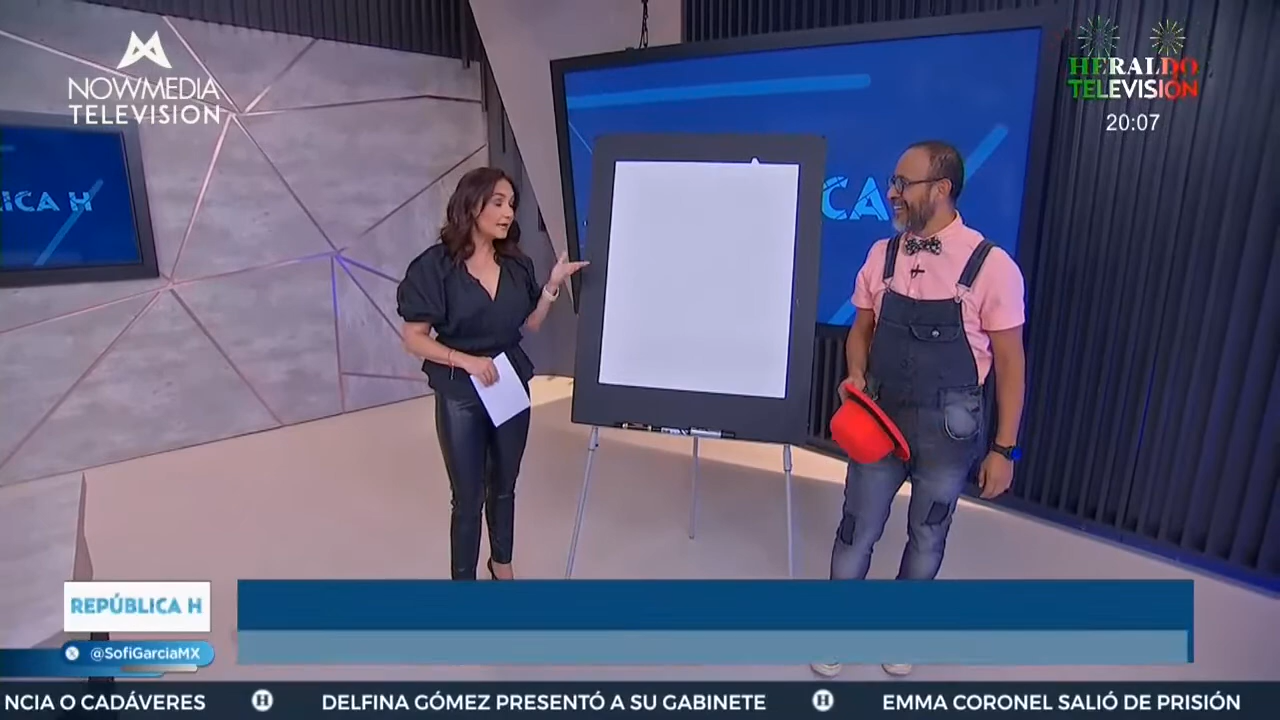 NOWMEDIA
TELEVISION
HERALDO
TELEVISIÓN
20:07
ICA H
CA
REPÚBLICA H
@SofiGarciaMX
NCIA O CADÁVERES H DELFINA GÓMEZ PRESENTÓ A SU GABINETE H EMMA CORONEL SALIÓ DE PRISIÓN